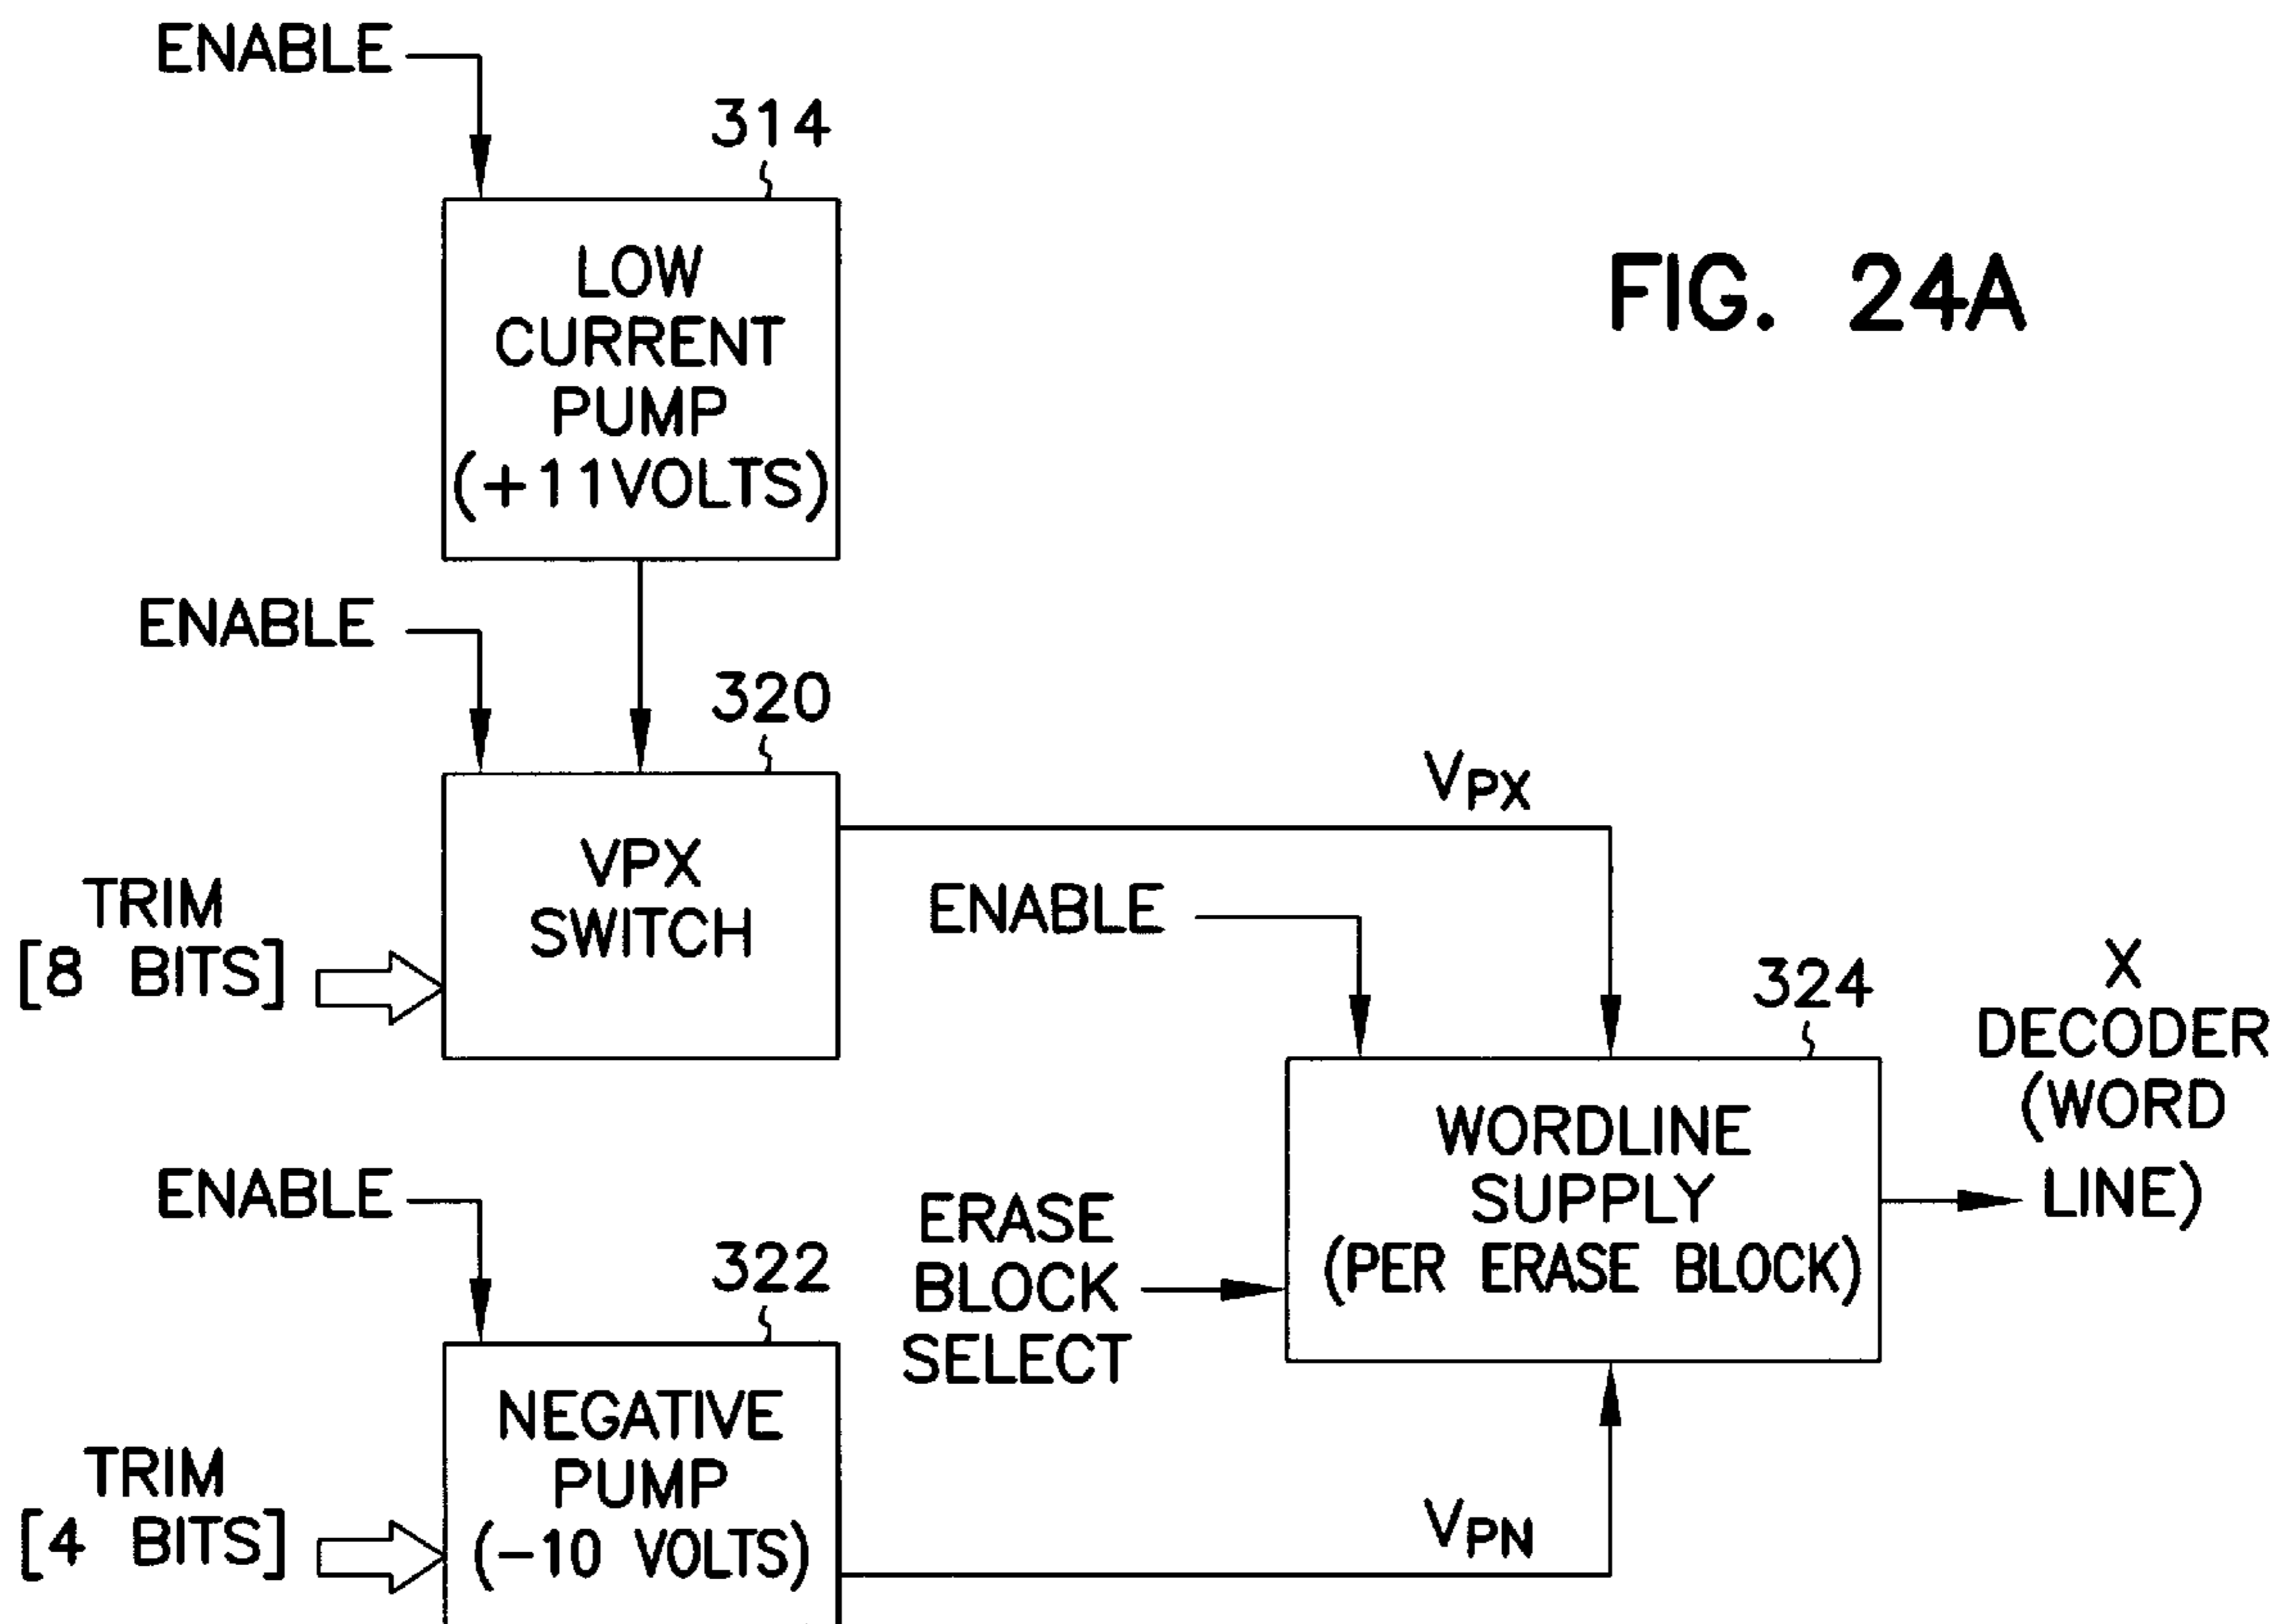 ENABLE
314
LOW
CURRENT
PUMP
(+11VOLTS)
FIG. 24A
ENABLE
320
VPX
SWITCH
TRIM
[8 BITS]
VPX
ENABLE
324
WORDLINE
SUPPLY
(PER ERASE BLOCK)
X
DECODER
(WORD
LINE)
ERASE
BLOCK
SELECT
ENABLE
322
NEGATIVE
PUMP
(-10 VOLTS)
TRIM
[4 BITS]
VPN